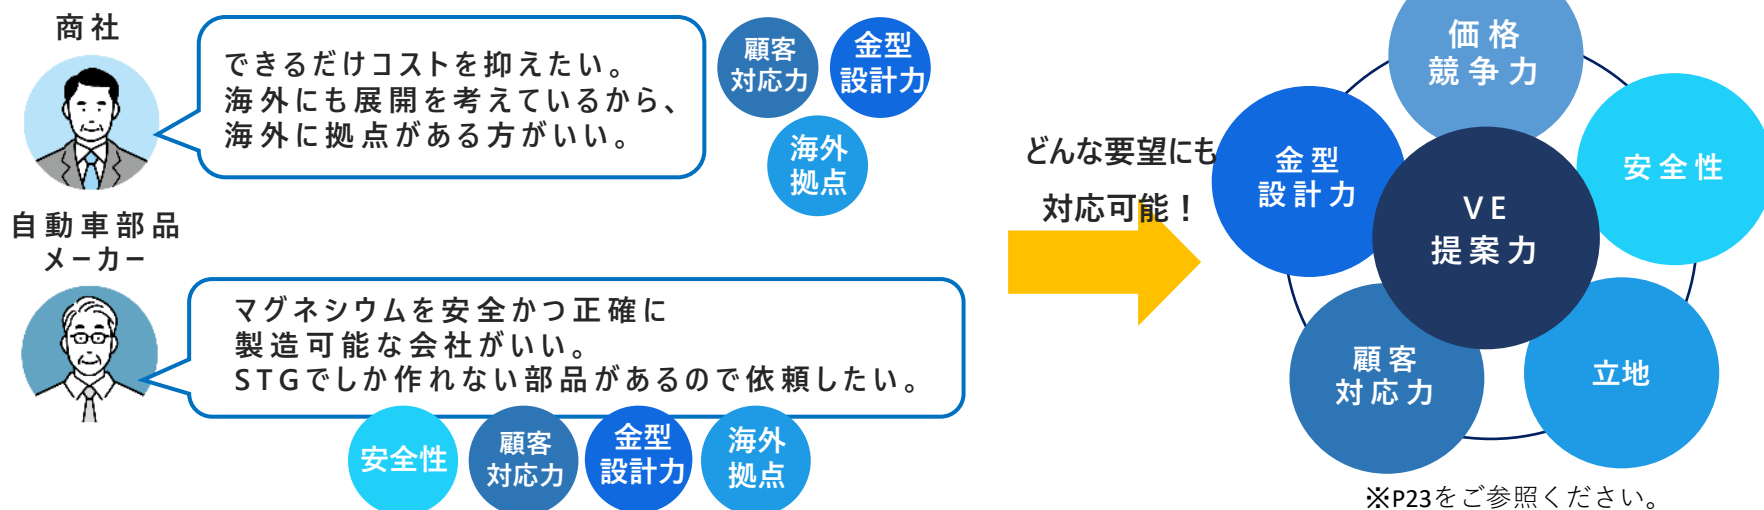 商社
できるだけコストを抑えたい。
海外にも展開を考えているから、
海外に拠点がある方がいい。
顧客
対応力
金型
設計力
海外
拠点
自動車部品
メーカー
マグネシウムを安全かつ正確に
製造可能な会社がいい。
STGでしか作れない部品があるので依頼したい。
安全性
顧客
対応力
金型
設計力
海外
拠点
どんな要望にも
対応可能！
価格
競争力
金型
設計力
安全性
VE
提案力
顧客
対応力
立地
※P23をご参照ください。